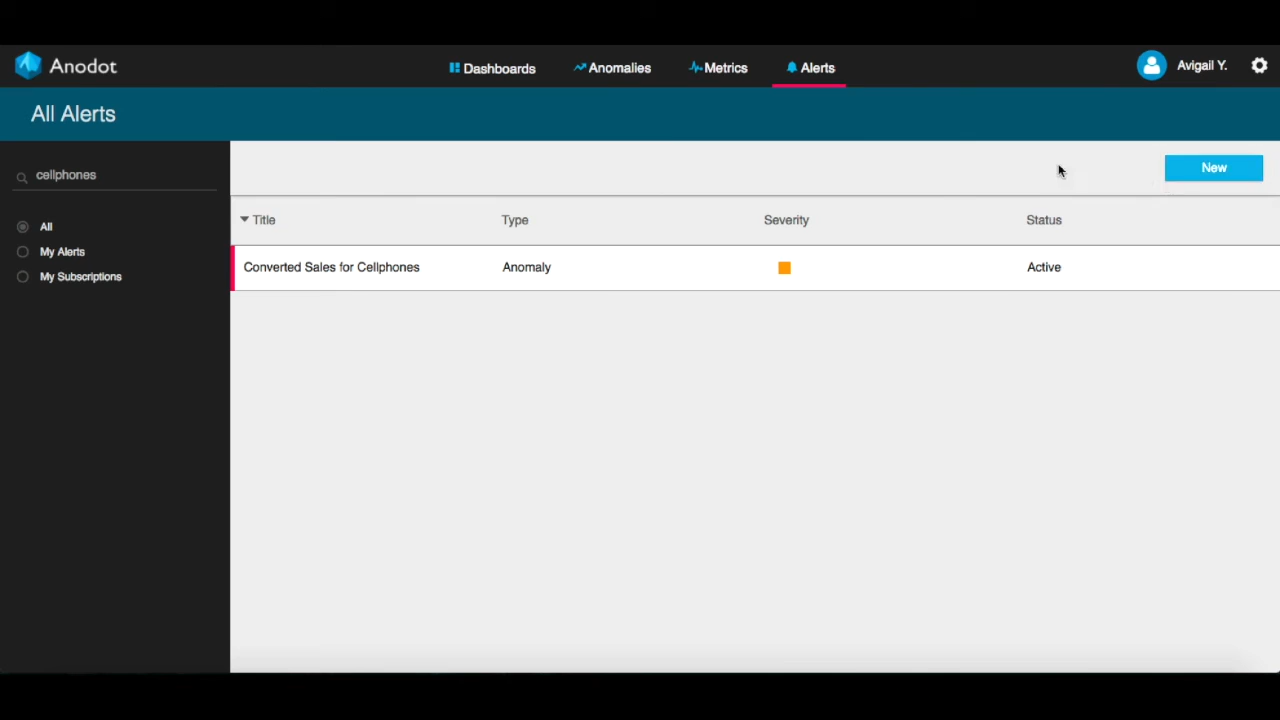 Anodot
Dashboards
Anomalies
Metrics
Alerts
Avigail Y.
All Alerts
cellphones
New
All
My Alerts
My Subscriptions
Title
Type
Severity
Status
Converted Sales for Cellphones
Anomaly
Active